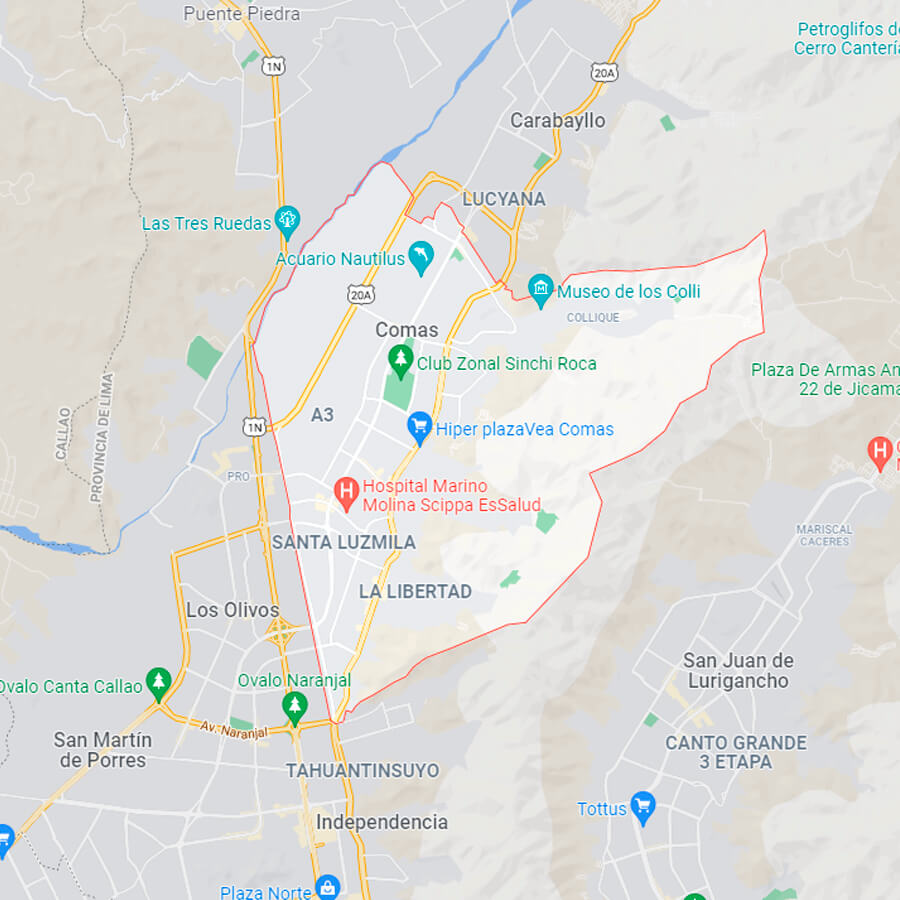 Puente Piedra
Petroglifos d
Cerro Cantería
1N
20A
Carabayllo
LUCYANA
Las Tres Ruedas
Acuario Nautilus
20A
Museo de los Colli
COLLIQUE
Comas
Club Zonal Sinchi Roca
Plaza De Armas An
22 de Jicama
CALLAO
PROVINCIA DE LIMA
A3
1N
Hiper plazaVea Comas
H
PRO
H
Hospital Marino
Molina Scippa EsSalud
MARISCAL
CACERES
SANTA LUZMILA
LA LIBERTAD
Los Olivos
San Juan de
Lurigancho
Ovalo Canta Callao
Ovalo Naranjal
Av. Naranjal
San Martín
de Porres
CANTO GRANDE
3 ETAPA
TAHUANTINSUYO
Tottus
Independencia
Plaza Norte